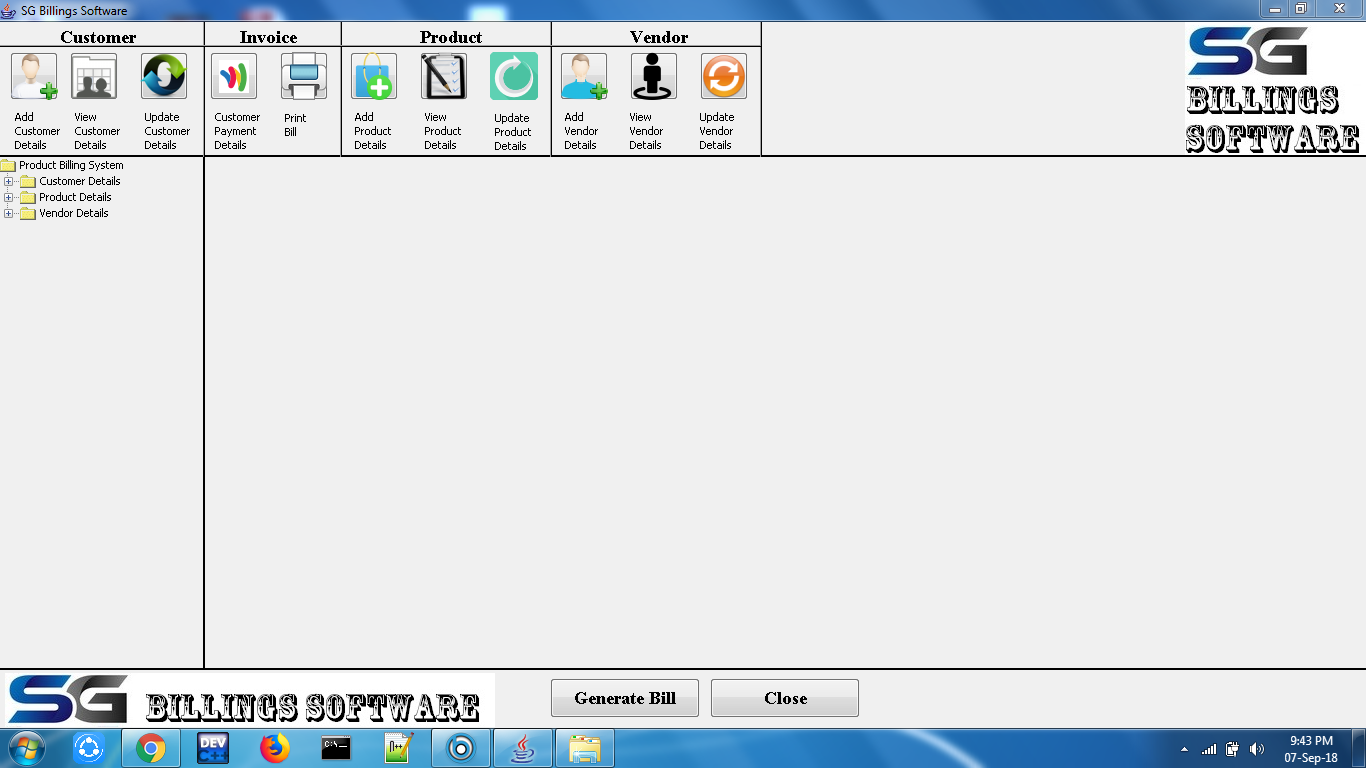 SG Billings Software
Customer
Invoice
Product
Vendor
Add
Customer
Details
View
Customer
Details
Update
Customer
Details
Customer
Payment
Details
Print
Bill
Add
Product
Details
View
Product
Details
Update
Product
Details
Add
Vendor
Details
View
Vendor
Details
Update
Vendor
Details
SG
BILLINGS
SOFTWARE
Product Billing System
Customer Details
Product Details
Vendor Details
SG BILLINGS SOFTWARE
Generate Bill
Close
DEV
C++
C:\
n++
9:43 PM
07-Sep-18